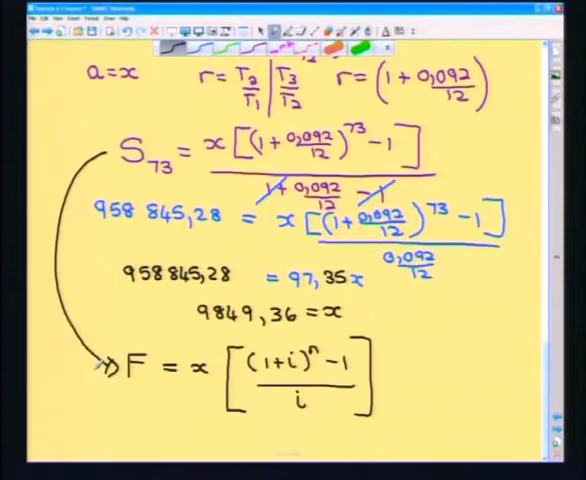 a = x r = T₂/T₁ | T₃/T₂ r = (1 + 0,092/12)
S₇₃ = x[(1 + 0,092/12)^73 - 1] / 1 + 0,092/12 - 1
958 845,28 = x[(1 + 0,092/12)^73 - 1] / 0,092/12
958845,28 = 97,35x
9849,36 = x
F = x[(1+i)^n - 1 / i]